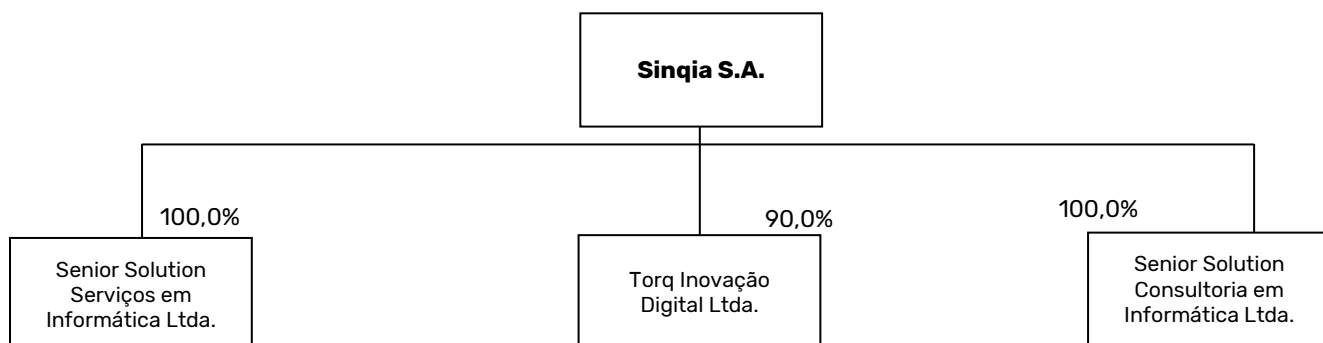 Sinqia S.A.
100,0%
90,0%
100,0%
Senior Solution
Serviços em
Informática Ltda.
Torq Inovação
Digital Ltda.
Senior Solution
Consultoria em
Informática Ltda.